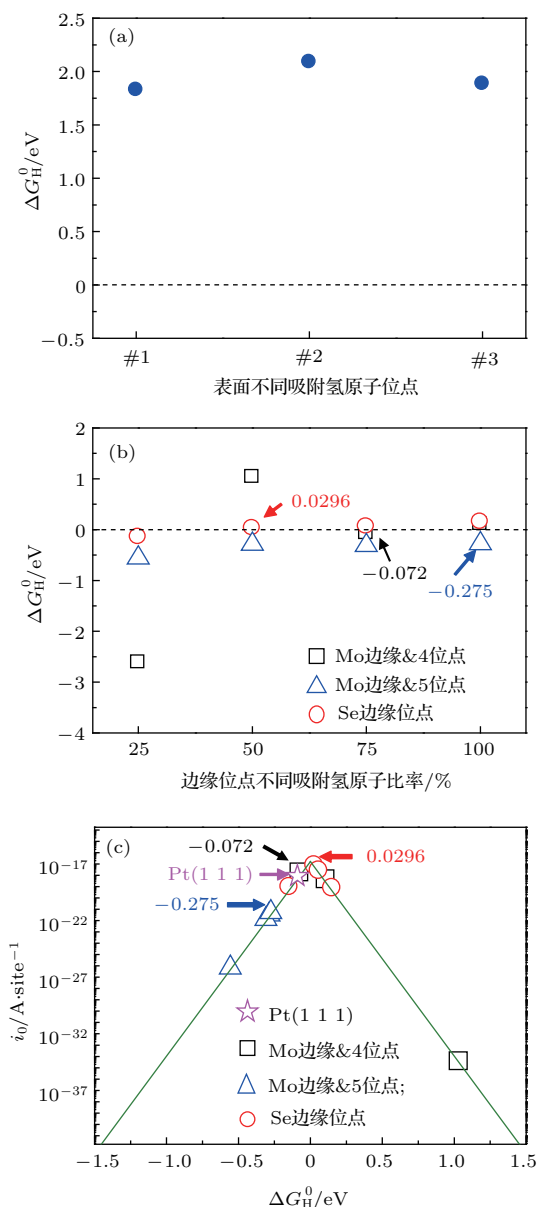 (a)
2.5
2.0
1.5
1.0
0.5
0
−0.5
ΔG_H^0/eV
#1 #2 #3
表面不同吸附氢原子位点
(b)
2
1
0
−1
−2
−3
−4
ΔG_H^0/eV
0.0296
−0.072
−0.275
Mo边缘&4位点
Mo边缘&5位点
Se边缘位点
25 50 75 100
边缘位点不同吸附氢原子比率/%
(c)
−0.072
0.0296
Pt(1 1 1)
−0.275
10^−17
10^−22
10^−27
10^−32
10^−37
i_0/A·site^−1
Pt(1 1 1)
Mo边缘&4位点
Mo边缘&5位点;
Se边缘位点
−1.5 −1.0 −0.5 0 0.5 1.0 1.5
ΔG_H^0/eV